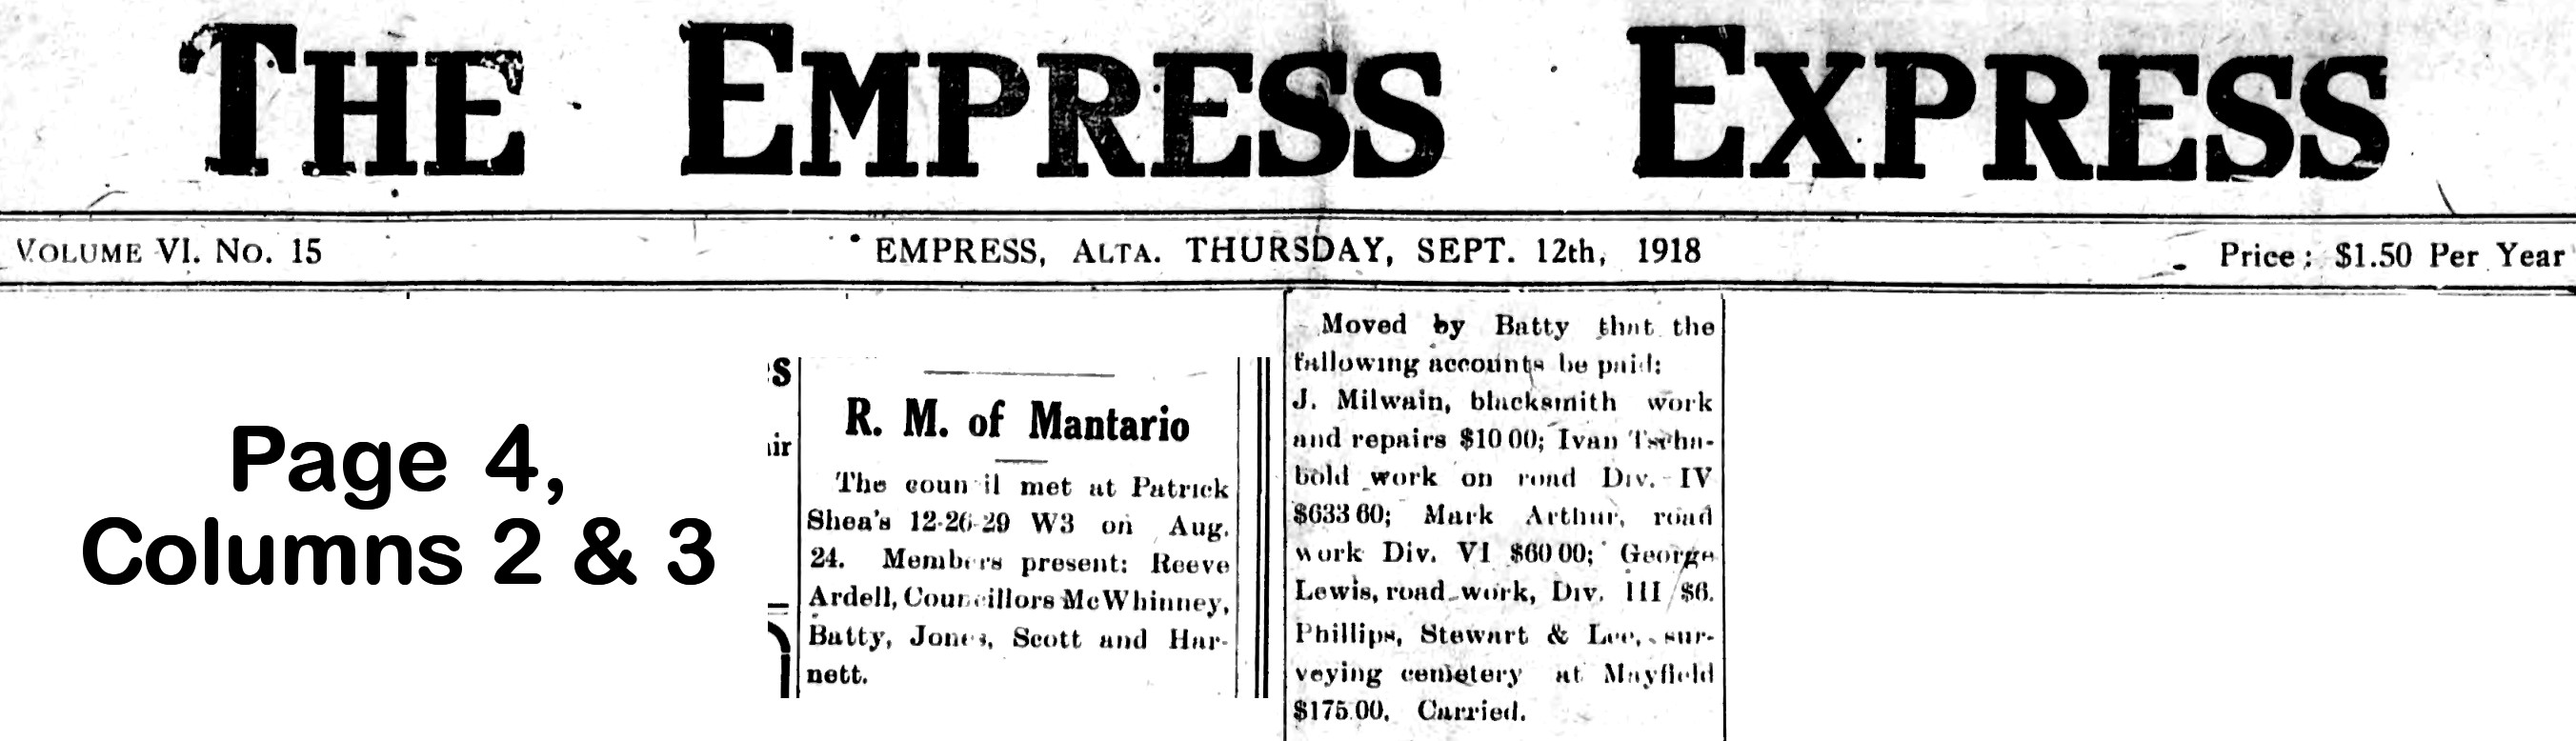 THE EMPRESS EXPRESS
VOLUME VI. No. 15
EMPRESS, ALTA. THURSDAY, SEPT. 12th, 1918
Price: $1.50 Per Year
Page 4,
Columns 2 & 3
s
air
R. M. of Mantario
The coun il met at Patrick
Shea's 12-26-29 W3 on Aug.
24. Members present: Reeve
Ardell, Councillors McWhinney,
Batty, Jones, Scott and Har-
nett.
Moved by Batty that the
fallowing accounts be paid:
J. Milwain, blacksmith work
and repairs $10 00; Ivan
bold work on road Div. IV
$633 60; Mark Arthur, road
work Div. VI $60 00; George
Lewis, road work, Div. III $6.
Phillips, Stewart & Lee, sur-
veying cemetery at Mayfield
$175.00. Carried.